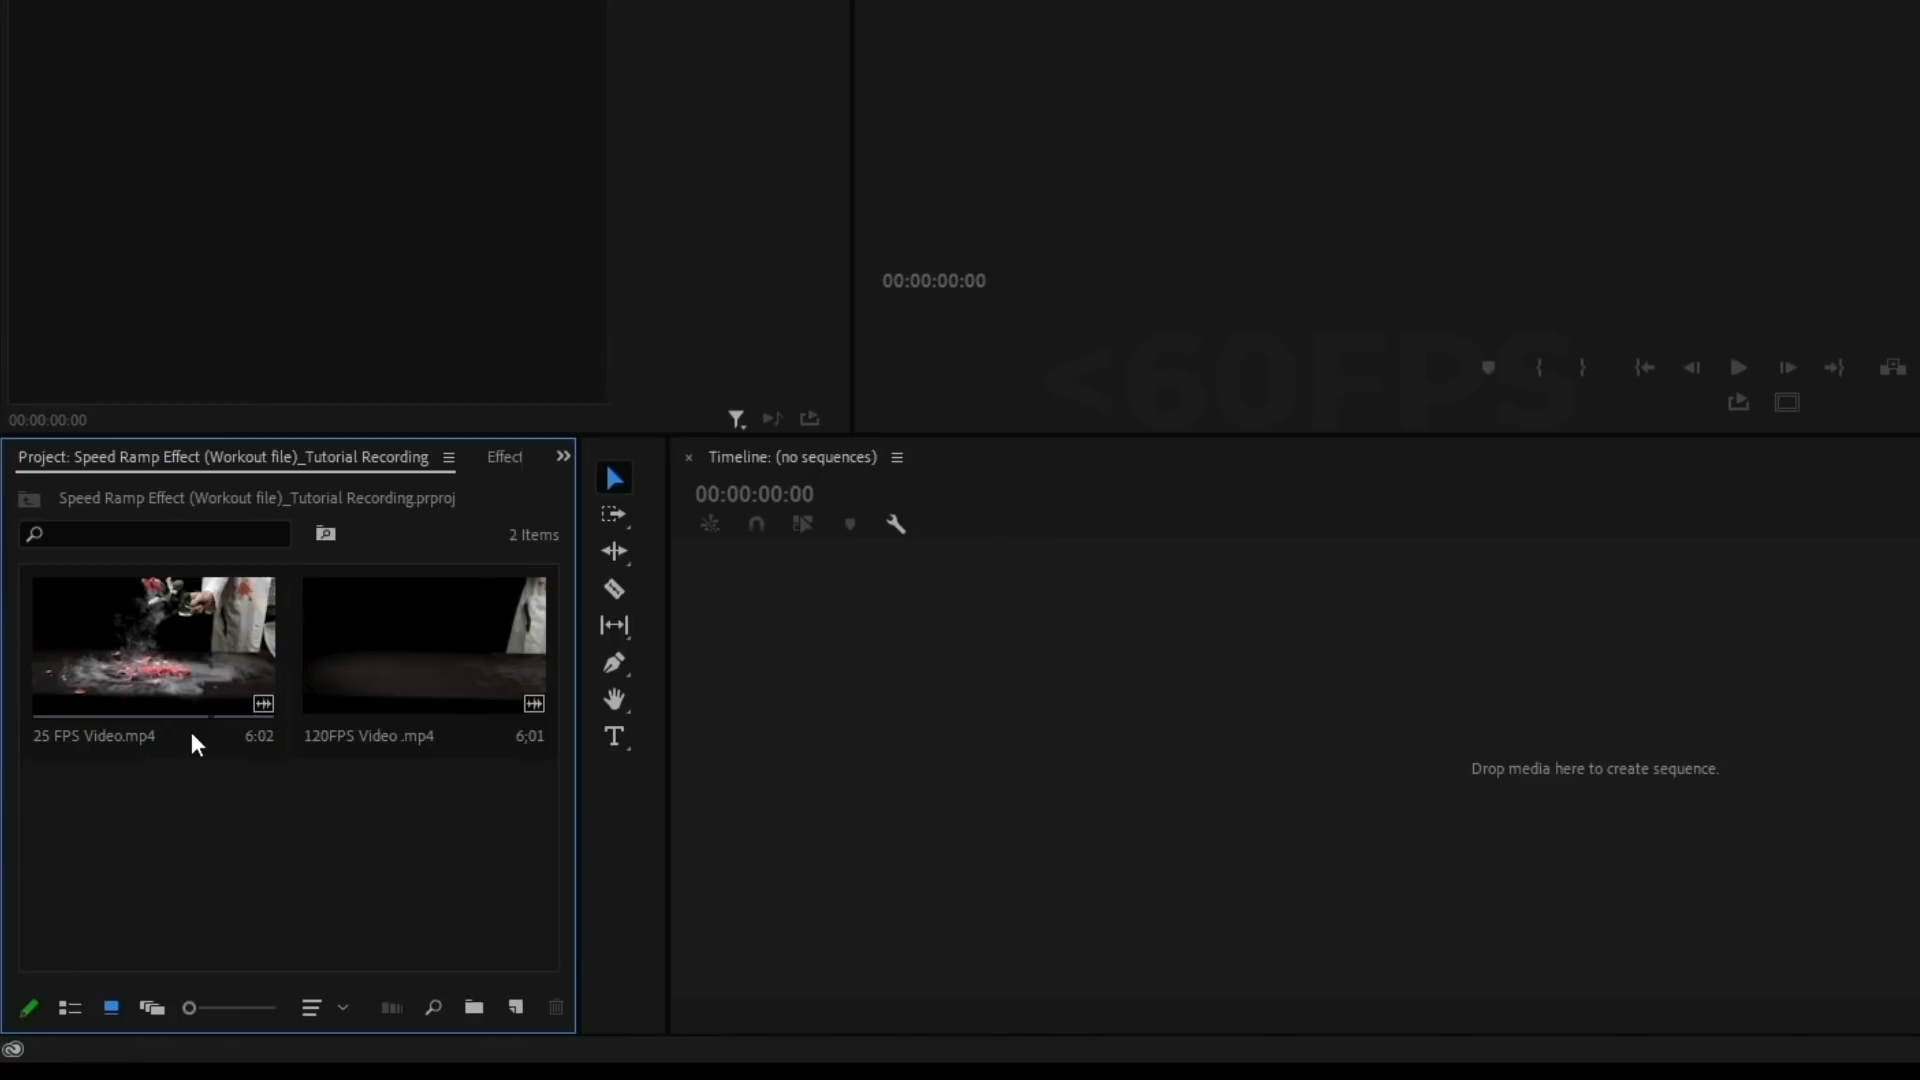 00:00:00:00
<60FPS
00:00:00:00
Project: Speed Ramp Effect (Workout file)_Tutorial Recording
Effect
Timeline: (no sequences)
Speed Ramp Effect (Workout file)_Tutorial Recording.prproj
00:00:00:00
2 Items
25 FPS Video.mp4
6:02
120FPS Video .mp4
6;01
Drop media here to create sequence.